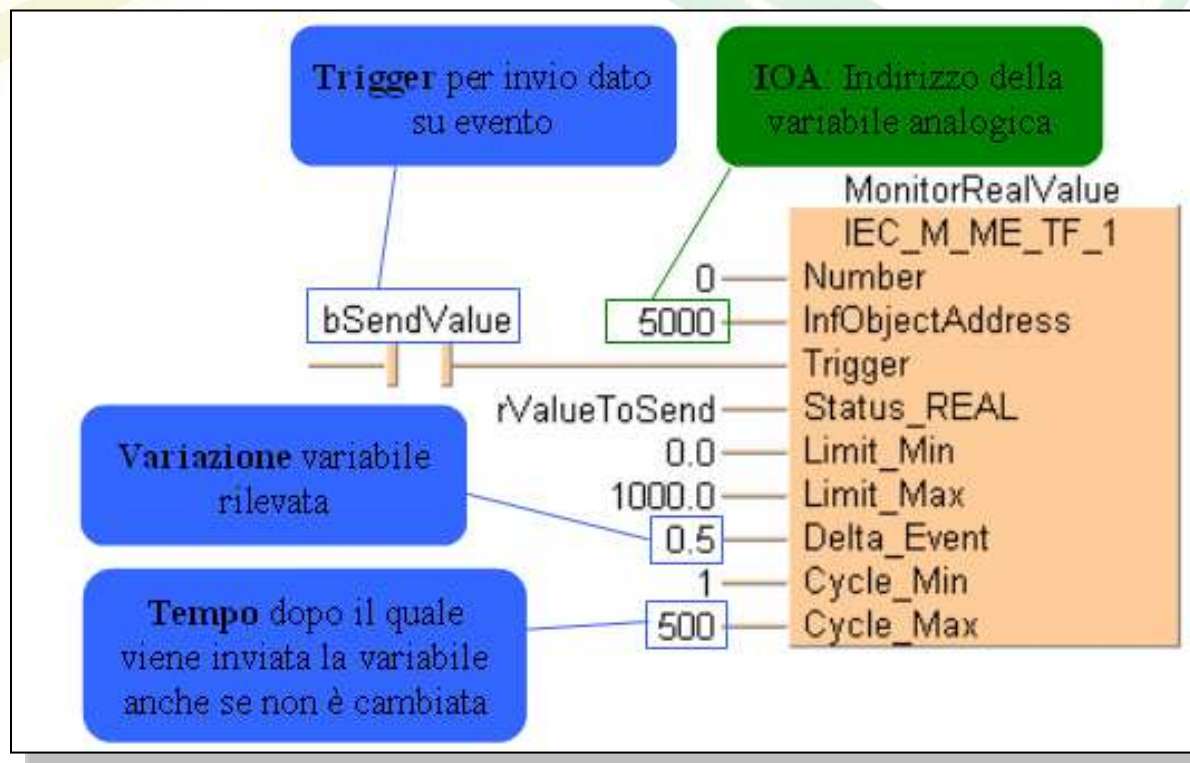 Trigger per invio dato
su evento
IOA: Indirizzo della
variabile analogica
MonitorRealValue
IEC_M_ME_TF_1
0 Number
bSendValue
5000 InfObjectAddress
Trigger
rValueToSend Status_REAL
0.0 Limit_Min
1000.0 Limit_Max
0.5 Delta_Event
1 Cycle_Min
500 Cycle_Max
Variazione variabile
rilevata
Tempo dopo il quale
viene inviata la variabile
anche se non è cambiata